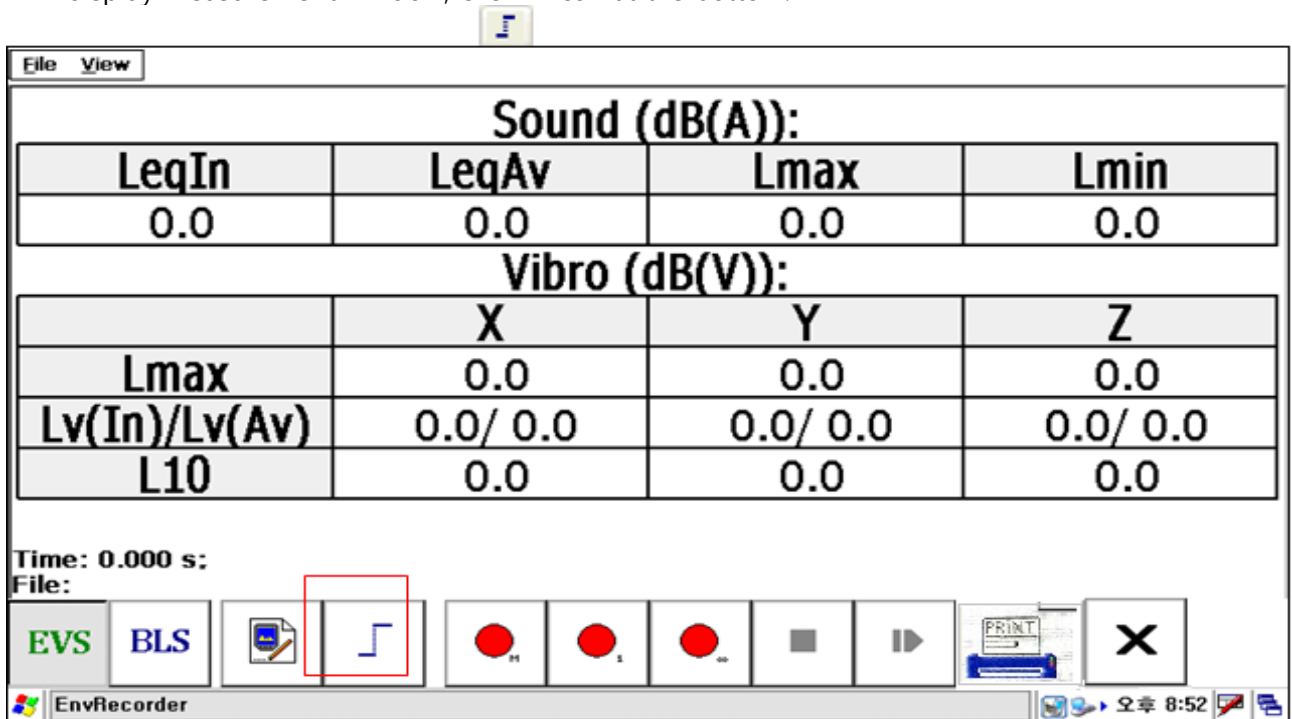 File View
Sound (dB(A)):
LeqIn LeqAv Lmax Lmin
0.0 0.0 0.0 0.0
Vibro (dB(V)):
X Y Z
Lmax 0.0 0.0 0.0
Lv(In)/Lv(Av) 0.0/ 0.0 0.0/ 0.0 0.0/ 0.0
L10 0.0 0.0 0.0
Time: 0.000 s;
File:
EVS BLS M 1 ∞ PRINT
EnvRecorder 오후 8:52